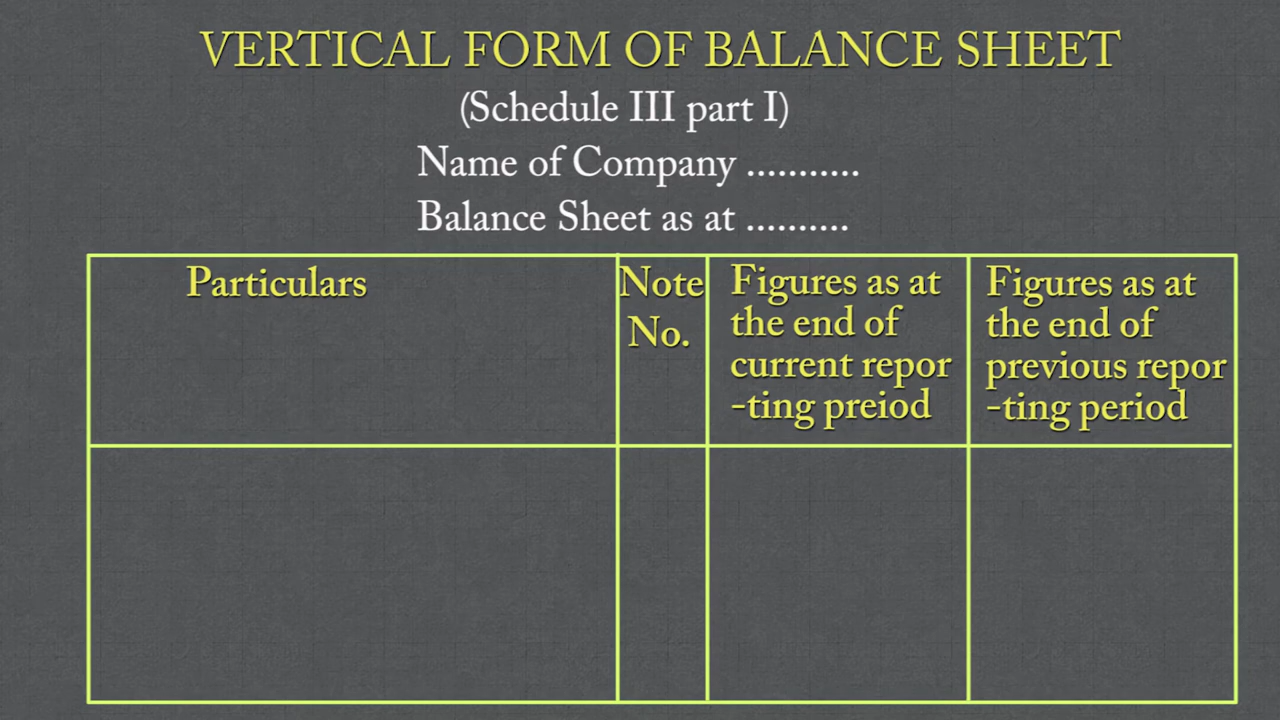 VERTICAL FORM OF BALANCE SHEET
(Schedule III part I)
Name of Company ...........
Balance Sheet as at ..........
Particulars
Note
No.
Figures as at
the end of
current repor
-ting preiod
Figures as at
the end of
previous repor
-ting period